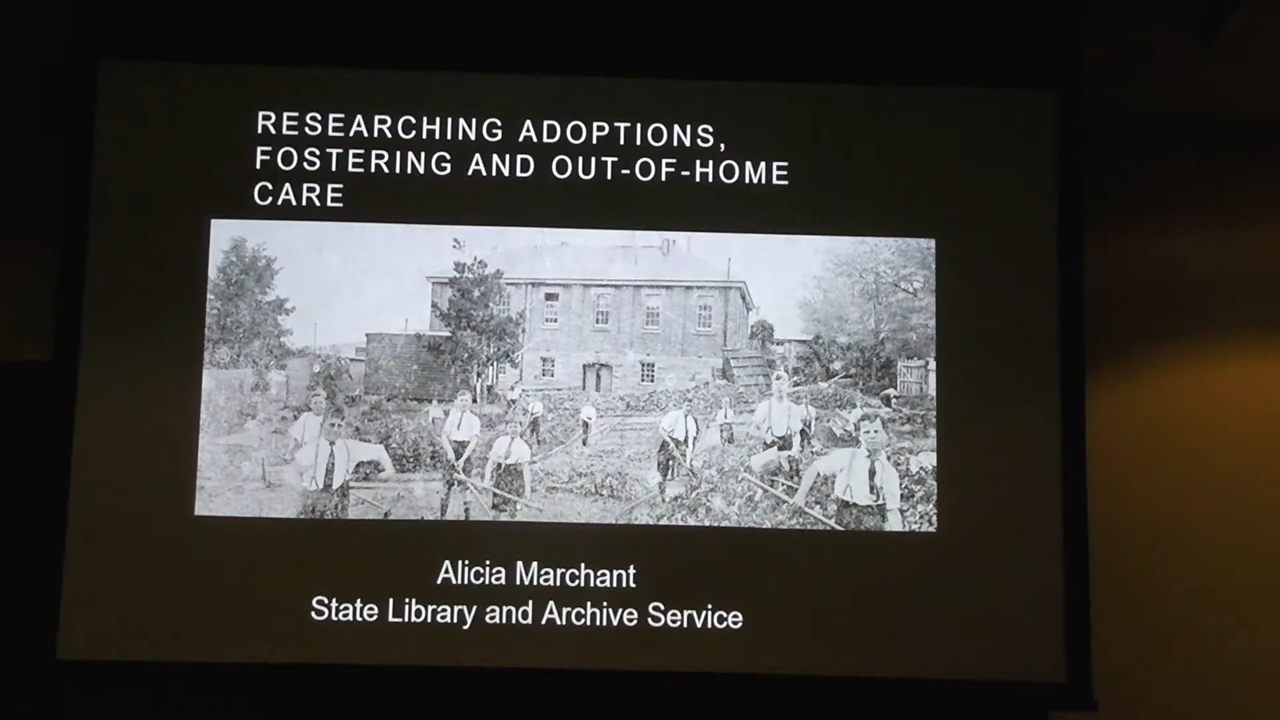 RESEARCHING ADOPTIONS,
FOSTERING AND OUT-OF-HOME
CARE
Alicia Marchant
State Library and Archive Service